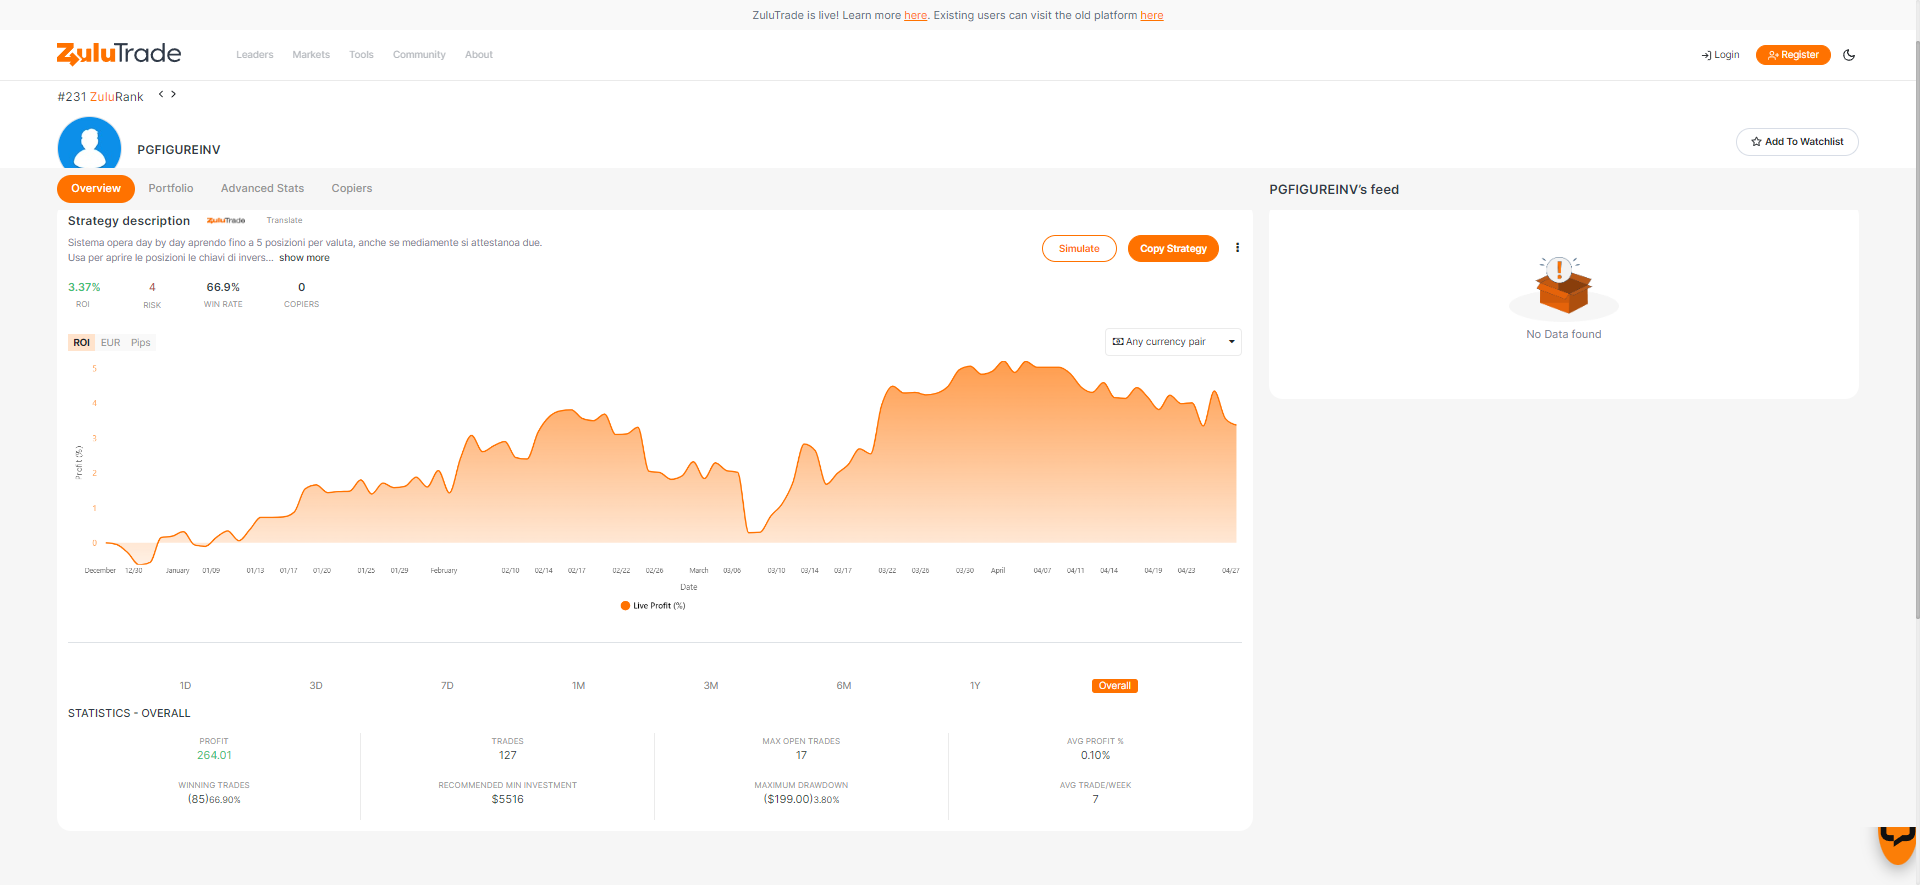 ZuluTrade is live! Learn more here. Existing users can visit the old platform here
ZuluTrade
Leaders Markets Tools Community About
Login Register
#231 ZuluRank
PGFIGUREINV
Add To Watchlist
Overview Portfolio Advanced Stats Copiers
PGFIGUREINV's feed
Strategy description ZuluTrade Translate
Sistema opera day by day aprendo fino a 5 posizioni per valuta, anche se mediamente si attestanoa due.
Usa per aprire le posizioni le chiavi di invers... show more
Simulate Copy Strategy
3.37% 4 66.9% 0
ROI RISK WIN RATE COPIERS
No Data found
ROI EUR Pips
Any currency pair
5
4
3
2
1
0
Profit (%)
December 12/30 January 01/09 01/13 01/17 01/20 01/25 01/29 February 02/10 02/14 02/17 02/22 02/26 March 03/06 03/10 03/14 03/17 03/22 03/26 03/30 April 04/07 04/11 04/14 04/19 04/23 04/27
Date
Live Profit (%)
1D 3D 7D 1M 3M 6M 1Y Overall
STATISTICS - OVERALL
PROFIT TRADES MAX OPEN TRADES AVG PROFIT %
264.01 127 17 0.10%
WINNING TRADES RECOMMENDED MIN INVESTMENT MAXIMUM DRAWDOWN AVG TRADE/WEEK
(85)66.90% $5516 ($199.00)3.80% 7